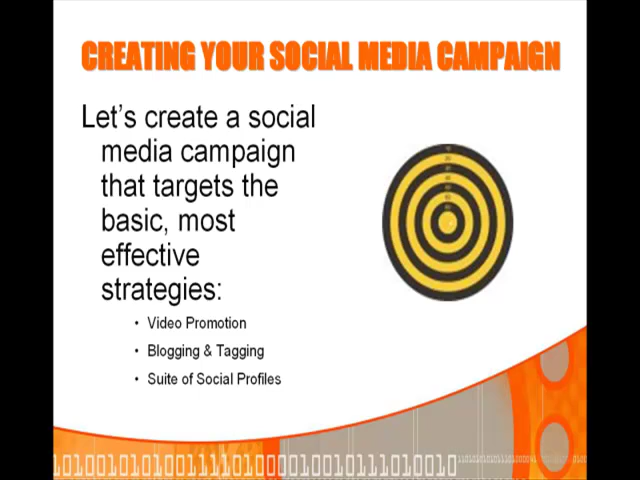 CREATING YOUR SOCIAL MEDIA CAMPAIGN
Let's create a social
media campaign
that targets the
basic, most
effective
strategies:
• Video Promotion
• Blogging & Tagging
• Suite of Social Profiles